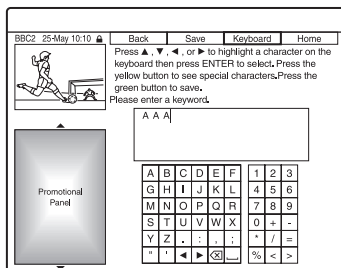 BBC2 25-May 10:10
Back Save Keyboard Home
Press ▲, ▼, ◄, or ► to highlight a character on the
keyboard then press ENTER to select. Press the
yellow button to see special characters. Press the
green button to save.
Please enter a keyword.
A A A
Promotional
Panel
A B C D E F 1 2 3
G H I J K L 4 5 6
M N O P Q R 7 8 9
S T U V W X 0 + -
Y Z . : , ; * / =
" ' ◄ ► ⌫ ⎵ % < >